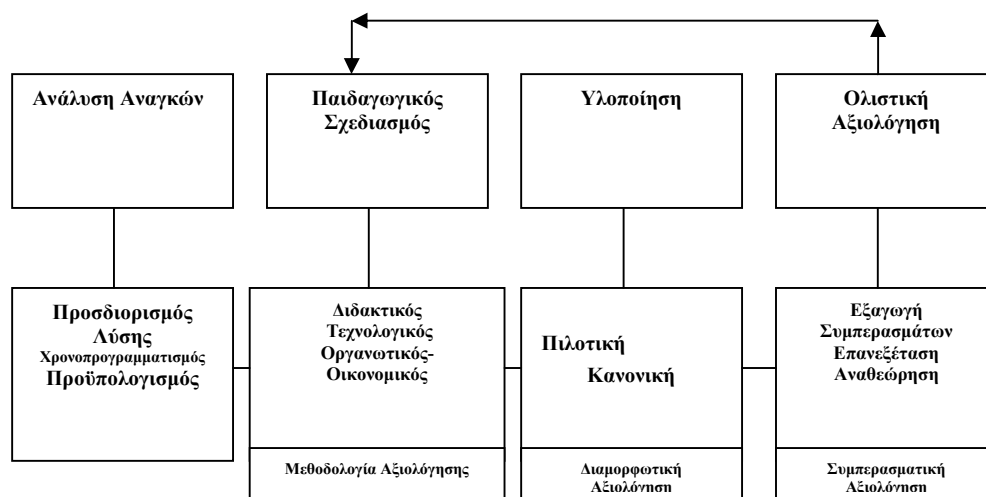 Ανάλυση Αναγκών
Παιδαγωγικός
Σχεδιασμός
Υλοποίηση
Ολιστική
Αξιολόγηση
Προσδιορισμός
Λύσης
Χρονοπρογραμματισμός
Προϋπολογισμός
Διδακτικός
Τεχνολογικός
Οργανωτικός-
Οικονομικός
Μεθοδολογία Αξιολόγησης
Πιλοτική
Κανονική
Διαμορφωτική
Αξιολόγηση
Εξαγωγή
Συμπερασμάτων
Επανεξέταση
Αναθεώρηση
Συμπερασματική
Αξιολόγηση